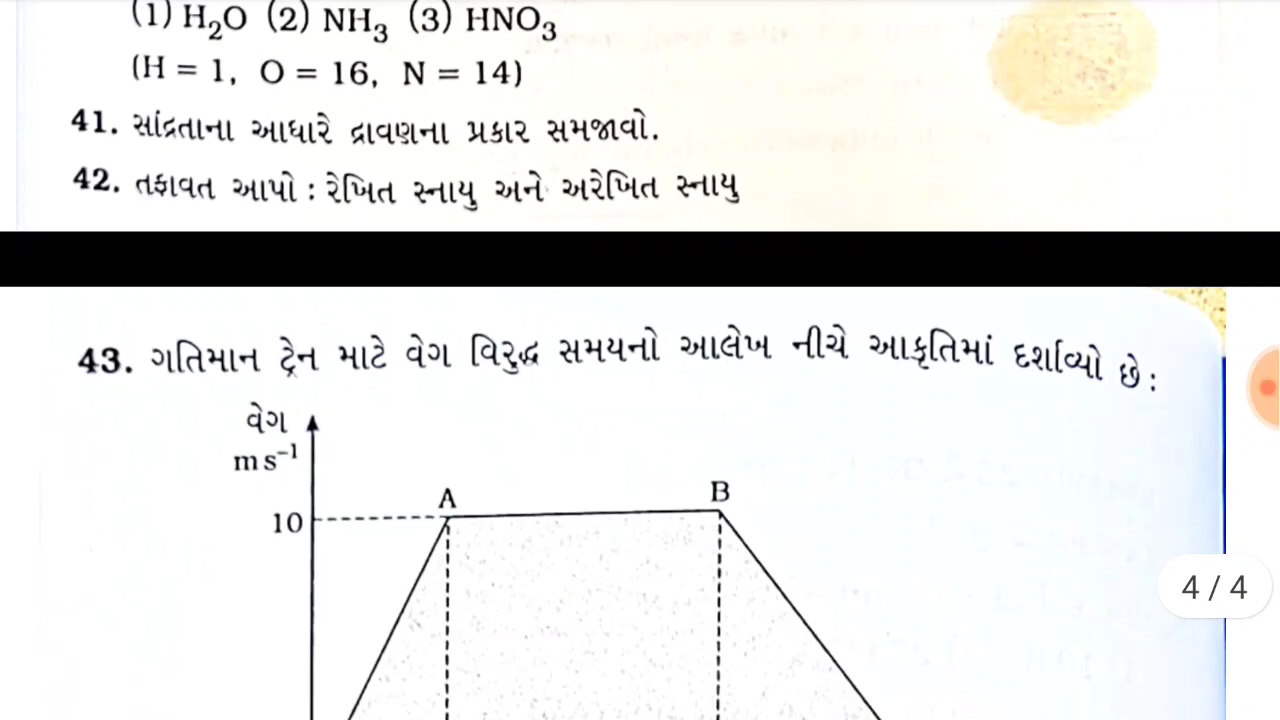 (1) H₂O (2) NH₃ (3) HNO₃
(H = 1, O = 16, N = 14)
41. સાંદ્રતાના આધારે દ્રાવણના પ્રકાર સમજાવો.
42. તફાવત આપો : રેખિત સ્નાયુ અને અરેખિત સ્નાયુ
43. ગતિમાન ટ્રેન માટે વેગ વિરુદ્ધ સમયનો આલેખ નીચે આકૃતિમાં દર્શાવ્યો છે :
વેગ
ms⁻¹
A
B
10
4 / 4